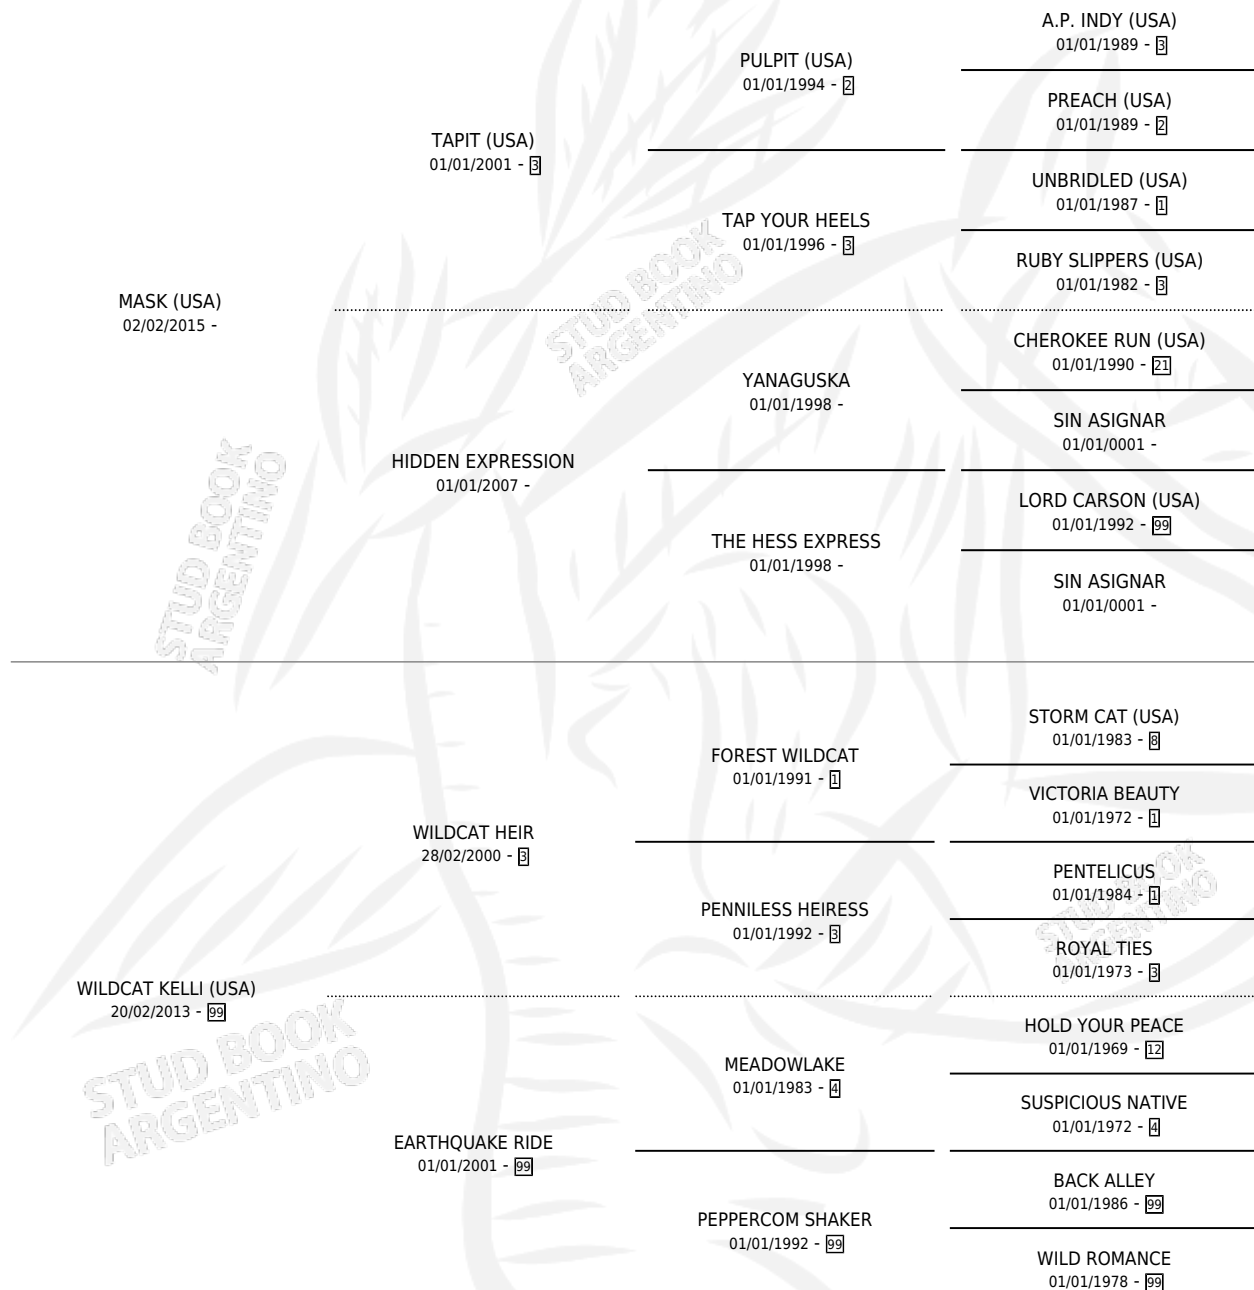 A.P. INDY (USA)
01/01/1989 - 3
PULPIT (USA)
01/01/1994 - 2
PREACH (USA)
01/01/1989 - 2
TAPIT (USA)
01/01/2001 - 3
UNBRIDLED (USA)
01/01/1987 - 1
TAP YOUR HEELS
01/01/1996 - 3
RUBY SLIPPERS (USA)
01/01/1982 - 3
MASK (USA)
02/02/2015 -
CHEROKEE RUN (USA)
01/01/1990 - 21
YANAGUSKA
01/01/1998 -
SIN ASIGNAR
01/01/0001 -
HIDDEN EXPRESSION
01/01/2007 -
LORD CARSON (USA)
01/01/1992 - 99
THE HESS EXPRESS
01/01/1998 -
SIN ASIGNAR
01/01/0001 -
STUD BOOK
ARGENTINO
STUD BOOK
ARGENTINO
STORM CAT (USA)
01/01/1983 - 8
FOREST WILDCAT
01/01/1991 - 1
VICTORIA BEAUTY
01/01/1972 - 1
WILDCAT HEIR
28/02/2000 - 3
PENTELICUS
01/01/1984 - 1
PENNILESS HEIRESS
01/01/1992 - 3
ROYAL TIES
01/01/1973 - 3
STUD BOOK
ARGENTINO
WILDCAT KELLI (USA)
20/02/2013 - 99
HOLD YOUR PEACE
01/01/1969 - 12
MEADOWLAKE
01/01/1983 - 4
SUSPICIOUS NATIVE
01/01/1972 - 4
STUD BOOK
ARGENTINO
EARTHQUAKE RIDE
01/01/2001 - 99
BACK ALLEY
01/01/1986 - 99
PEPPERCOM SHAKER
01/01/1992 - 99
WILD ROMANCE
01/01/1978 - 99